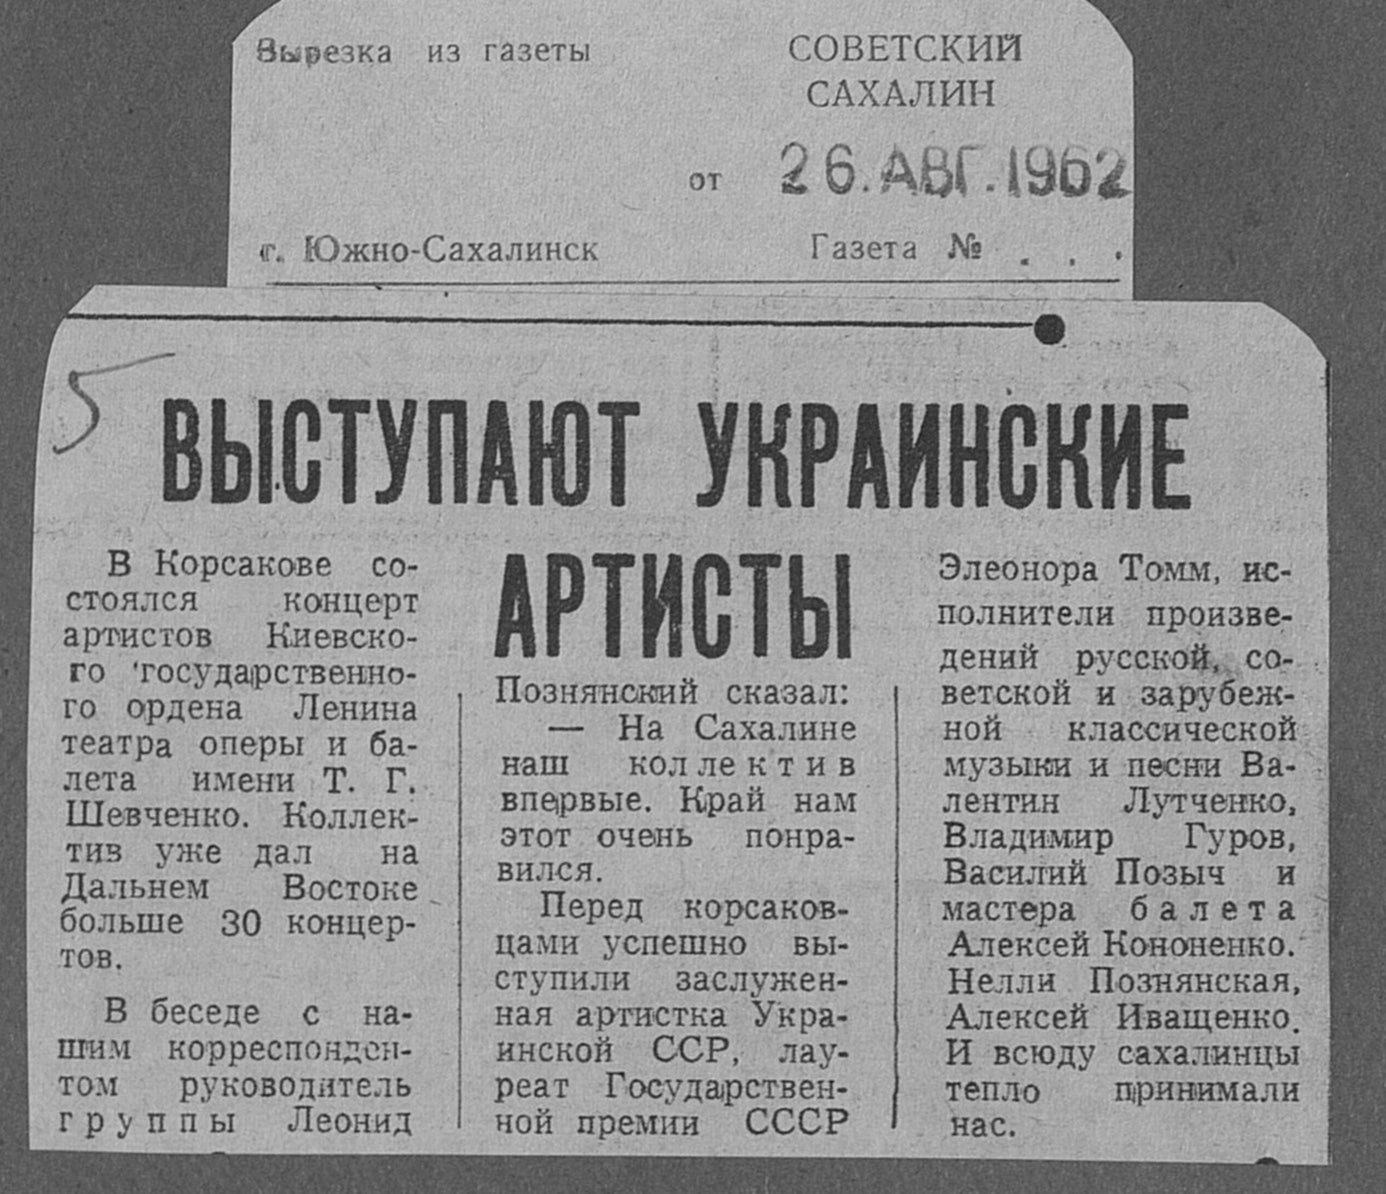 Вырезка из газеты
СОВЕТСКИЙ
САХАЛИН
от 26. АВГ. 1962
г. Южно-Сахалинск Газета № . . .
5
ВЫСТУПАЮТ УКРАИНСКИЕ
АРТИСТЫ
В Корсакове со-
стоялся концерт
артистов Киевско-
го государственно-
го ордена Ленина
театра оперы и ба-
лета имени Т. Г.
Шевченко. Коллек-
тив уже дал на
Дальнем Востоке
больше 30 концер-
тов.
В беседе с на-
шим корреспонден-
том руководитель
группы Леонид
Познянский сказал:
— На Сахалине
наш коллектив
впервые. Край нам
этот очень понра-
вился.
Перед корсаков-
цами успешно вы-
ступили заслужен-
ная артистка Укра-
инской ССР, лау-
реат Государствен-
ной премии СССР
Элеонора Томм, ис-
полнители произве-
дений русской, со-
ветской и зарубеж-
ной классической
музыки и песни Ва-
лентин Лутченко,
Владимир Гуров,
Василий Позыч и
мастера балета
Алексей Кононенко.
Нелли Познянская,
Алексей Иващенко.
И всюду сахалинцы
тепло принимали
нас.